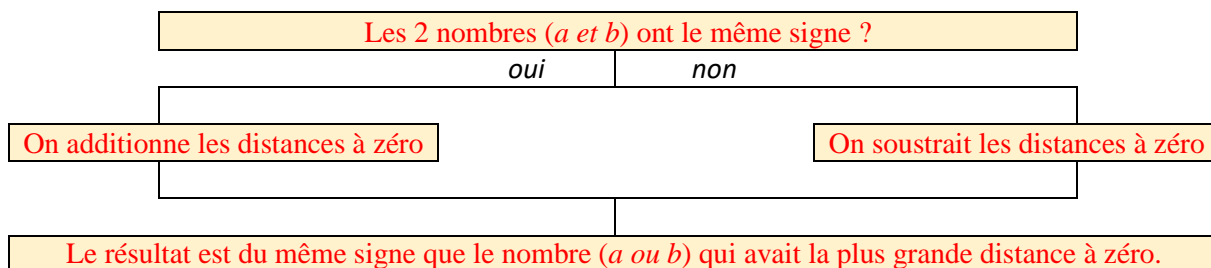 Les 2 nombres (a et b) ont le même signe ?
oui non
On additionne les distances à zéro
On soustrait les distances à zéro
Le résultat est du même signe que le nombre (a ou b) qui avait la plus grande distance à zéro.